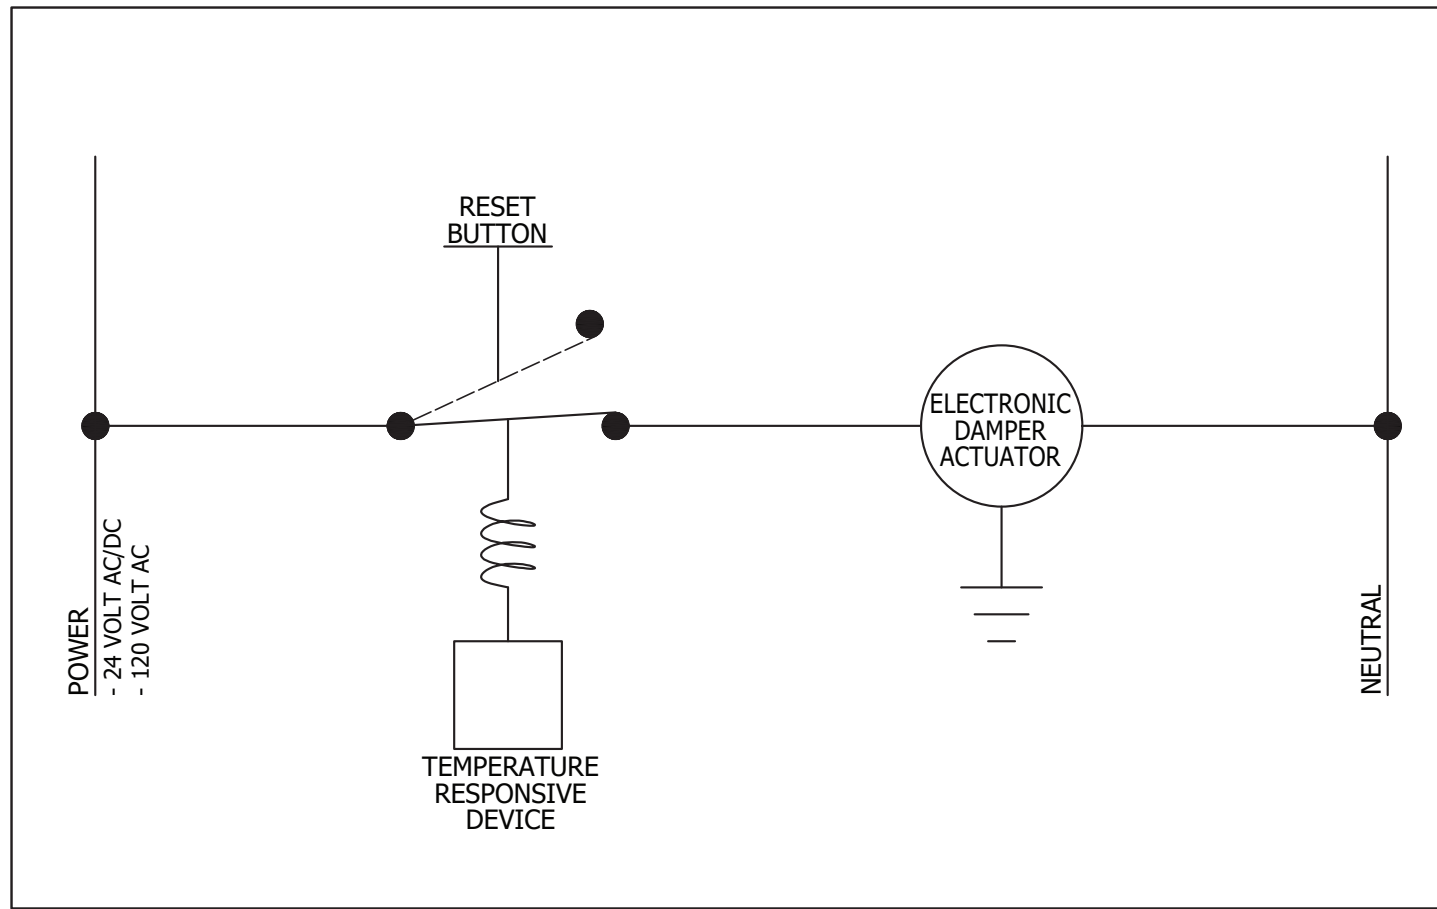 RESET
BUTTON
ELECTRONIC
DAMPER
ACTUATOR
POWER
- 24 VOLT AC/DC
- 120 VOLT AC
NEUTRAL
TEMPERATURE
RESPONSIVE
DEVICE